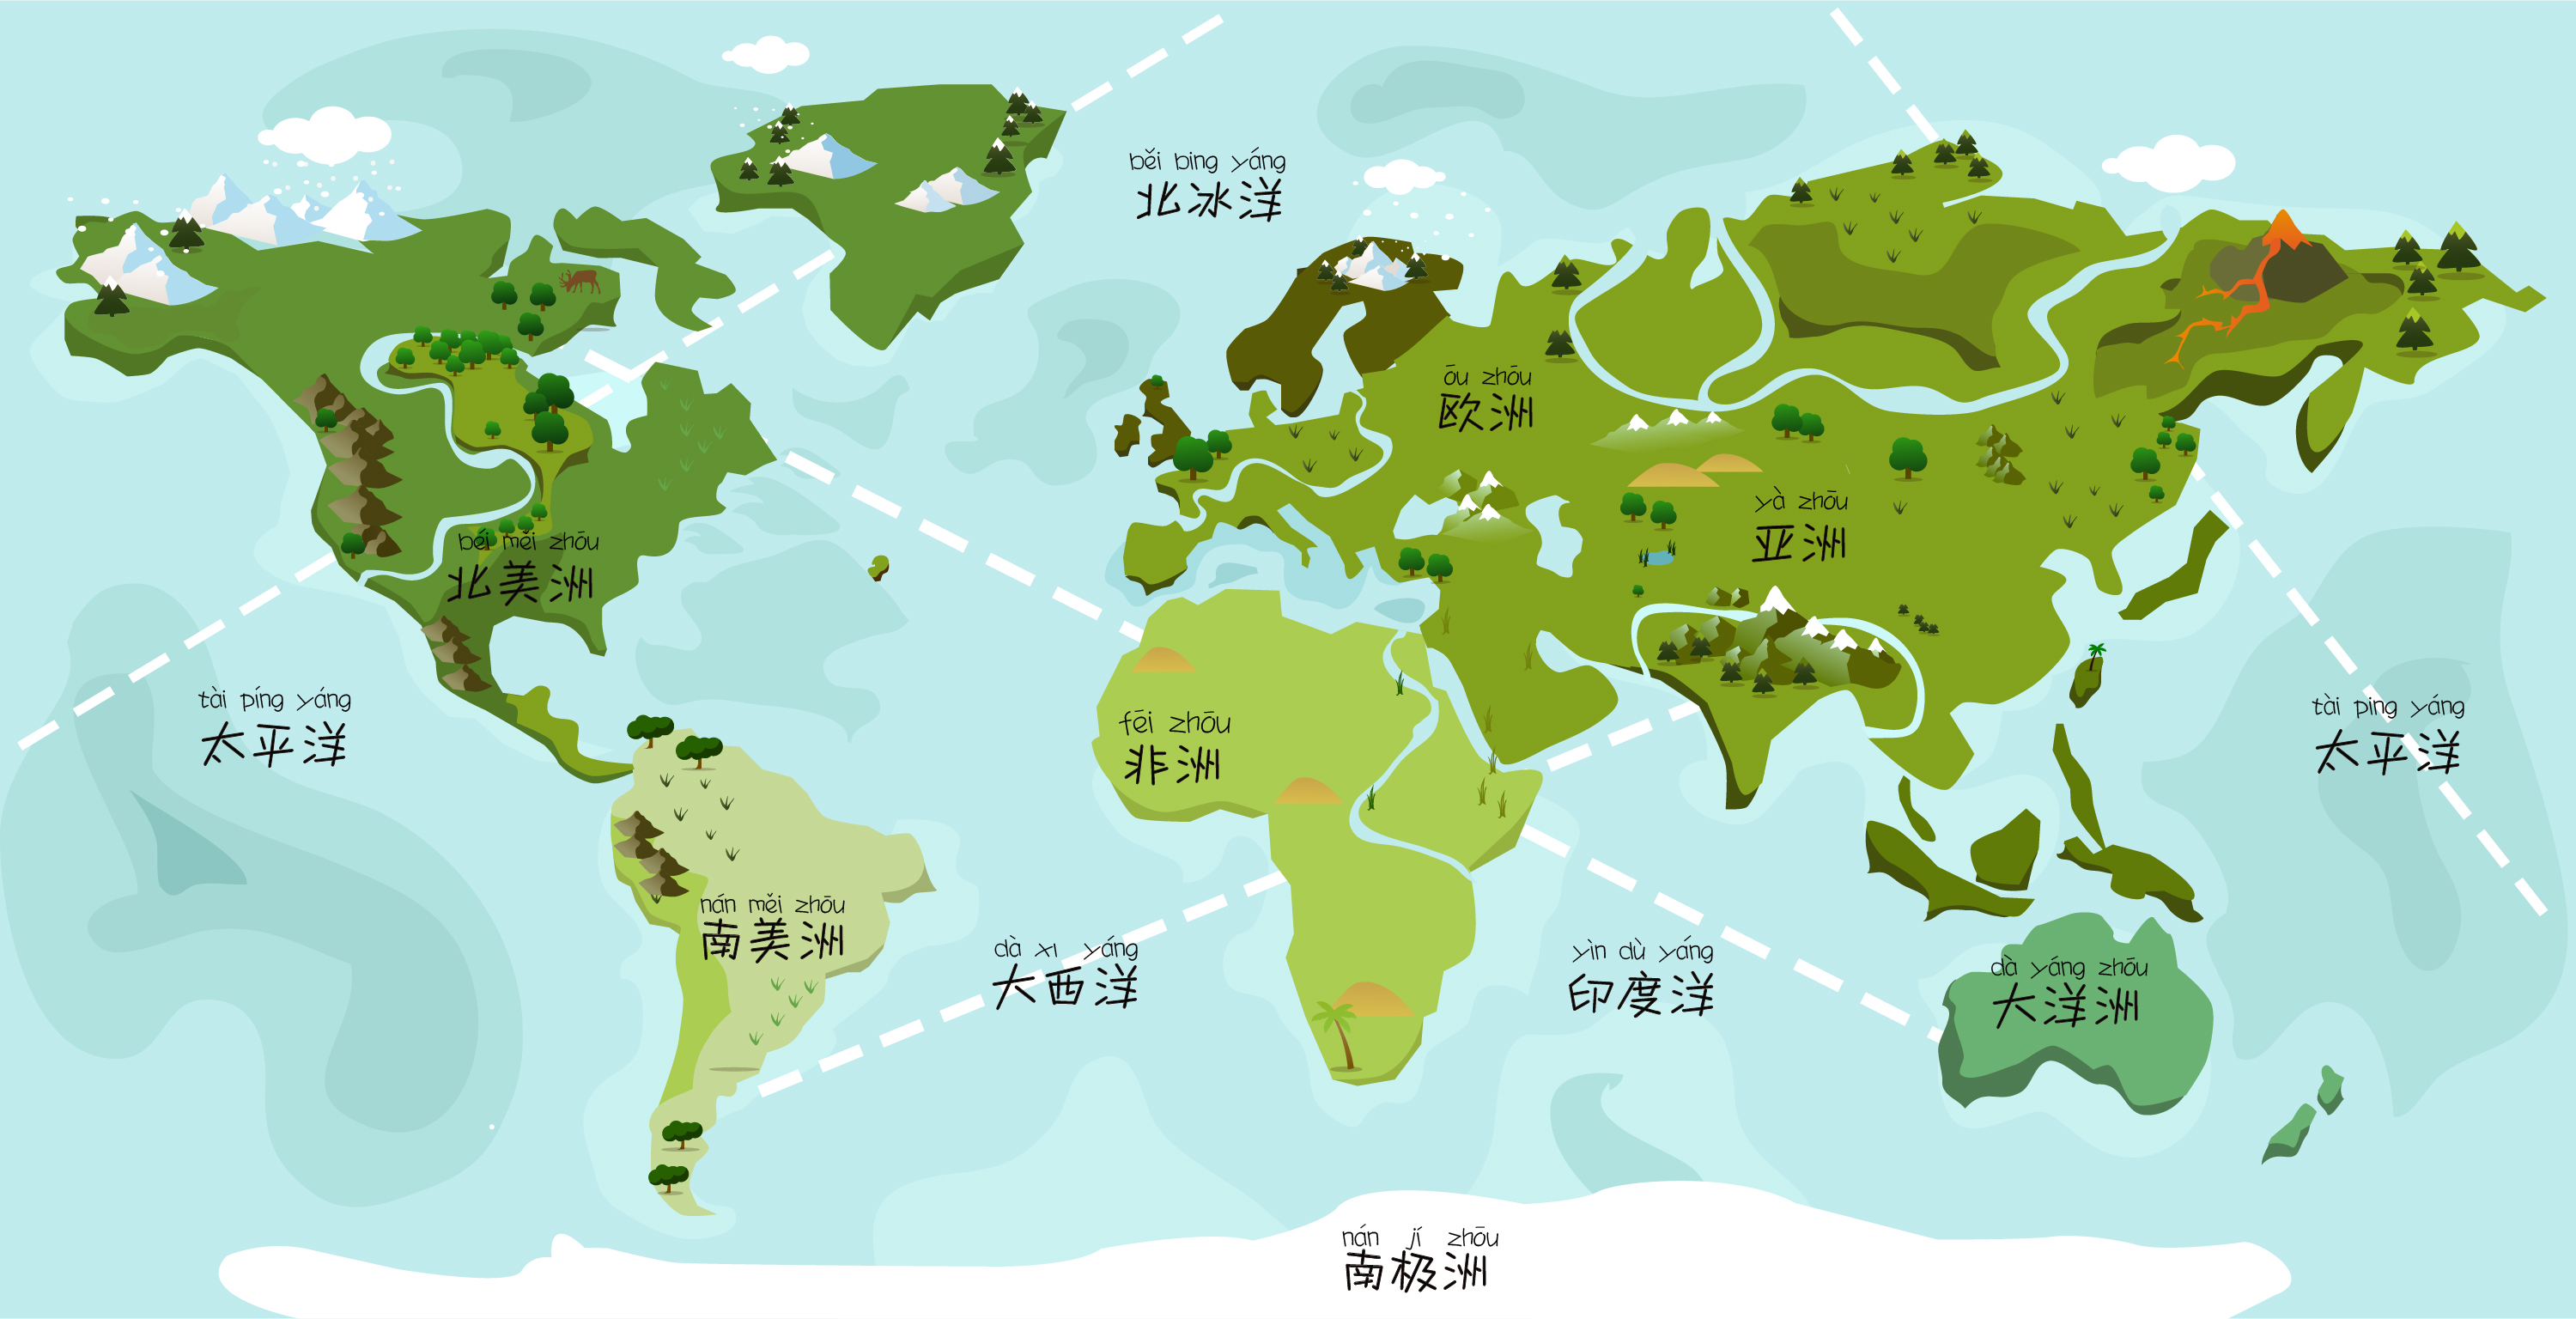 běi bing yáng
北冰洋
ōu zhōu
欧洲
yà zhōu
亚洲
béi měi zhōu
北美洲
tài píng yáng
太平洋
tài ping yáng
太平洋
fēi zhōu
非洲
nán měi zhōu
南美洲
dà xı yáng
大西洋
yìn dù yáng
印度洋
dà yáng zhōu
大洋洲
nán jí zhōu
南极洲